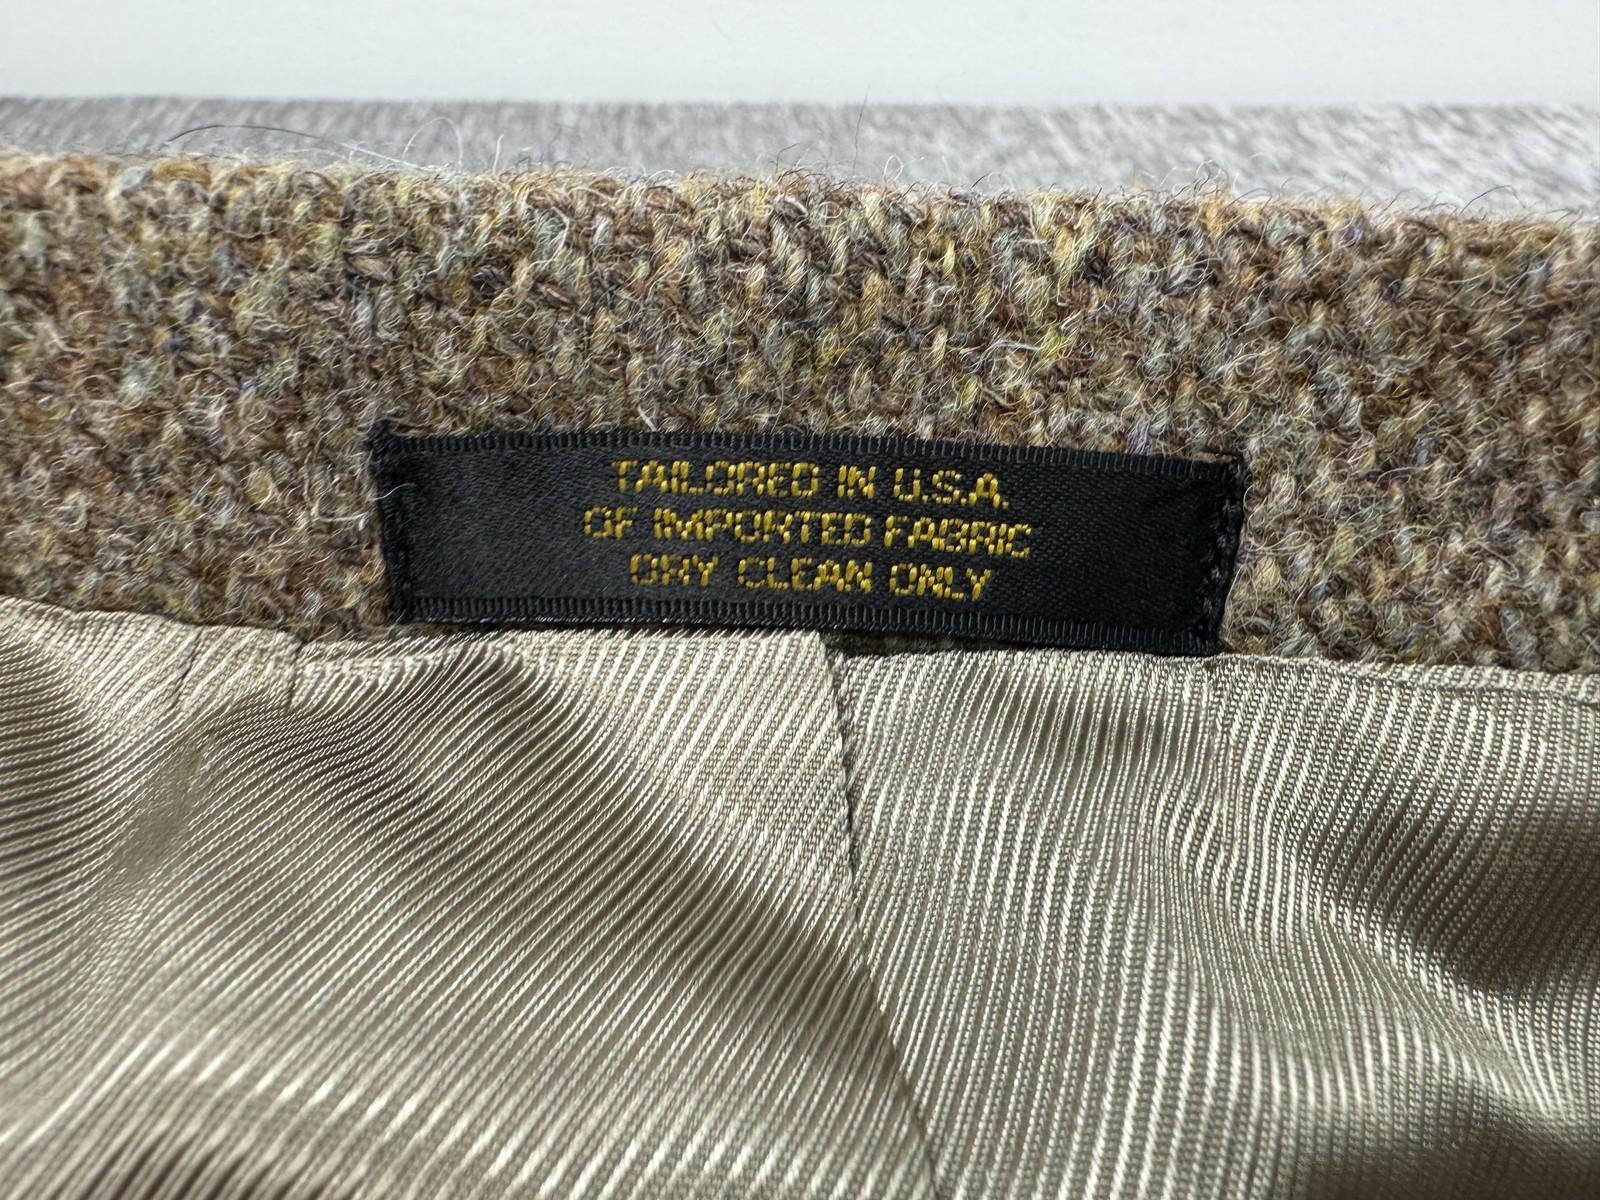 TAILORED IN U.S.A.
OF IMPORTED FABRIC
DRY CLEAN ONLY